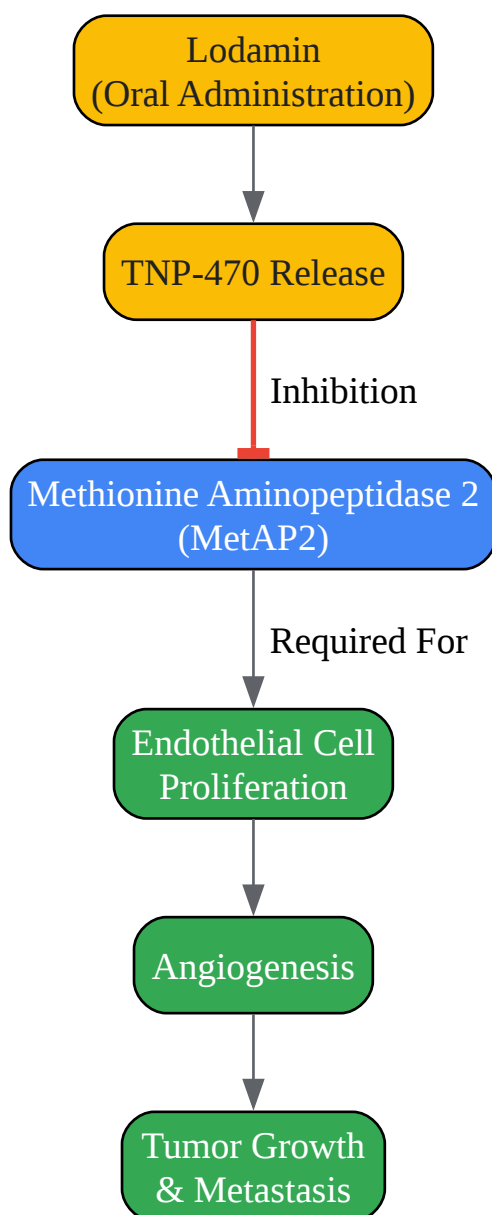 Lodamin
(Oral Administration)
TNP-470 Release
Inhibition
Methionine Aminopeptidase 2
(MetAP2)
Required For
Endothelial Cell
Proliferation
Angiogenesis
Tumor Growth
& Metastasis